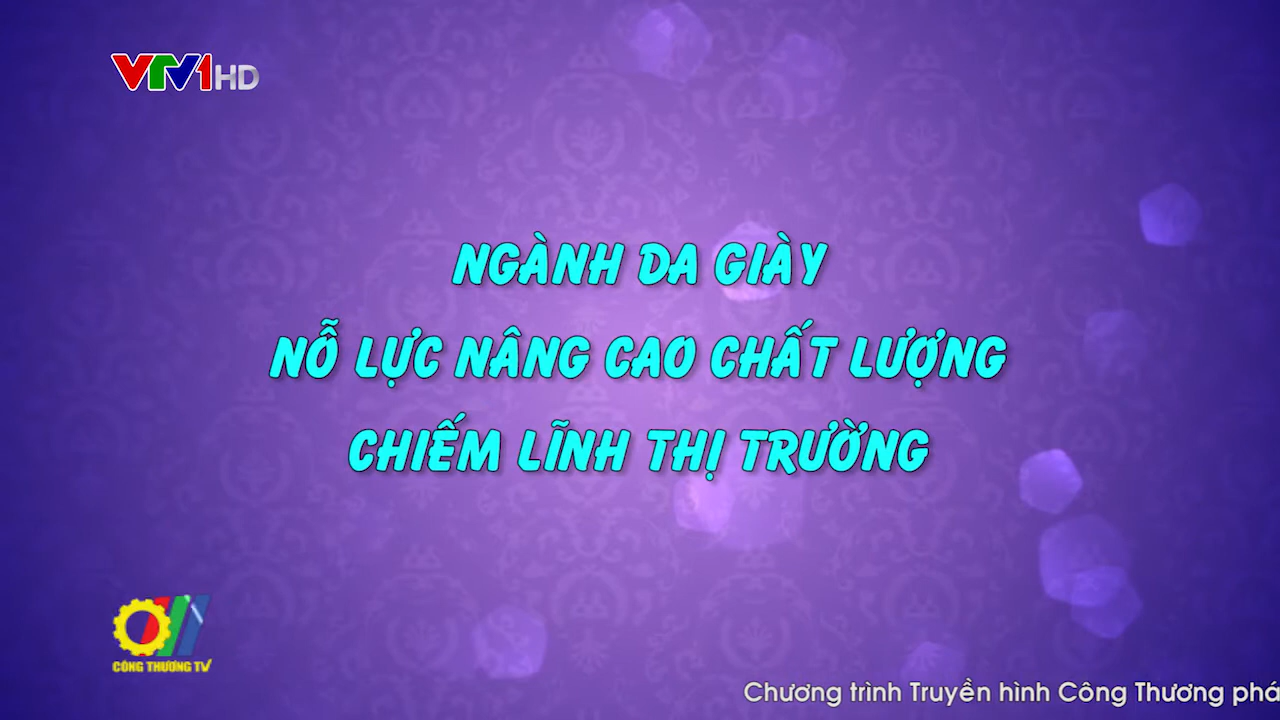 VTV1HD
NGÀNH DA GIÀY
NỖ LỰC NÂNG CAO CHẤT LƯỢNG
CHIẾM LĨNH THỊ TRƯỜNG
CÔNG THƯƠNG TV
Chương trình Truyền hình Công Thương phá